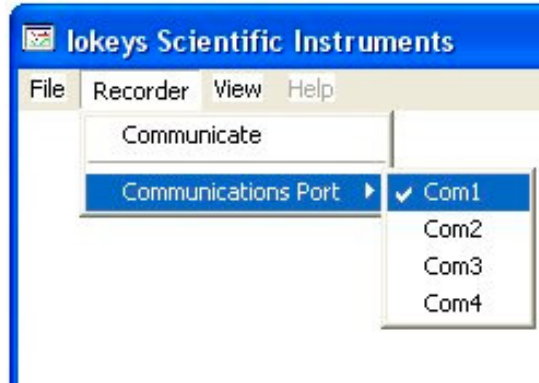 Iokeys Scientific Instruments
File Recorder View Help
Communicate
Communications Port Com1
Com2
Com3
Com4